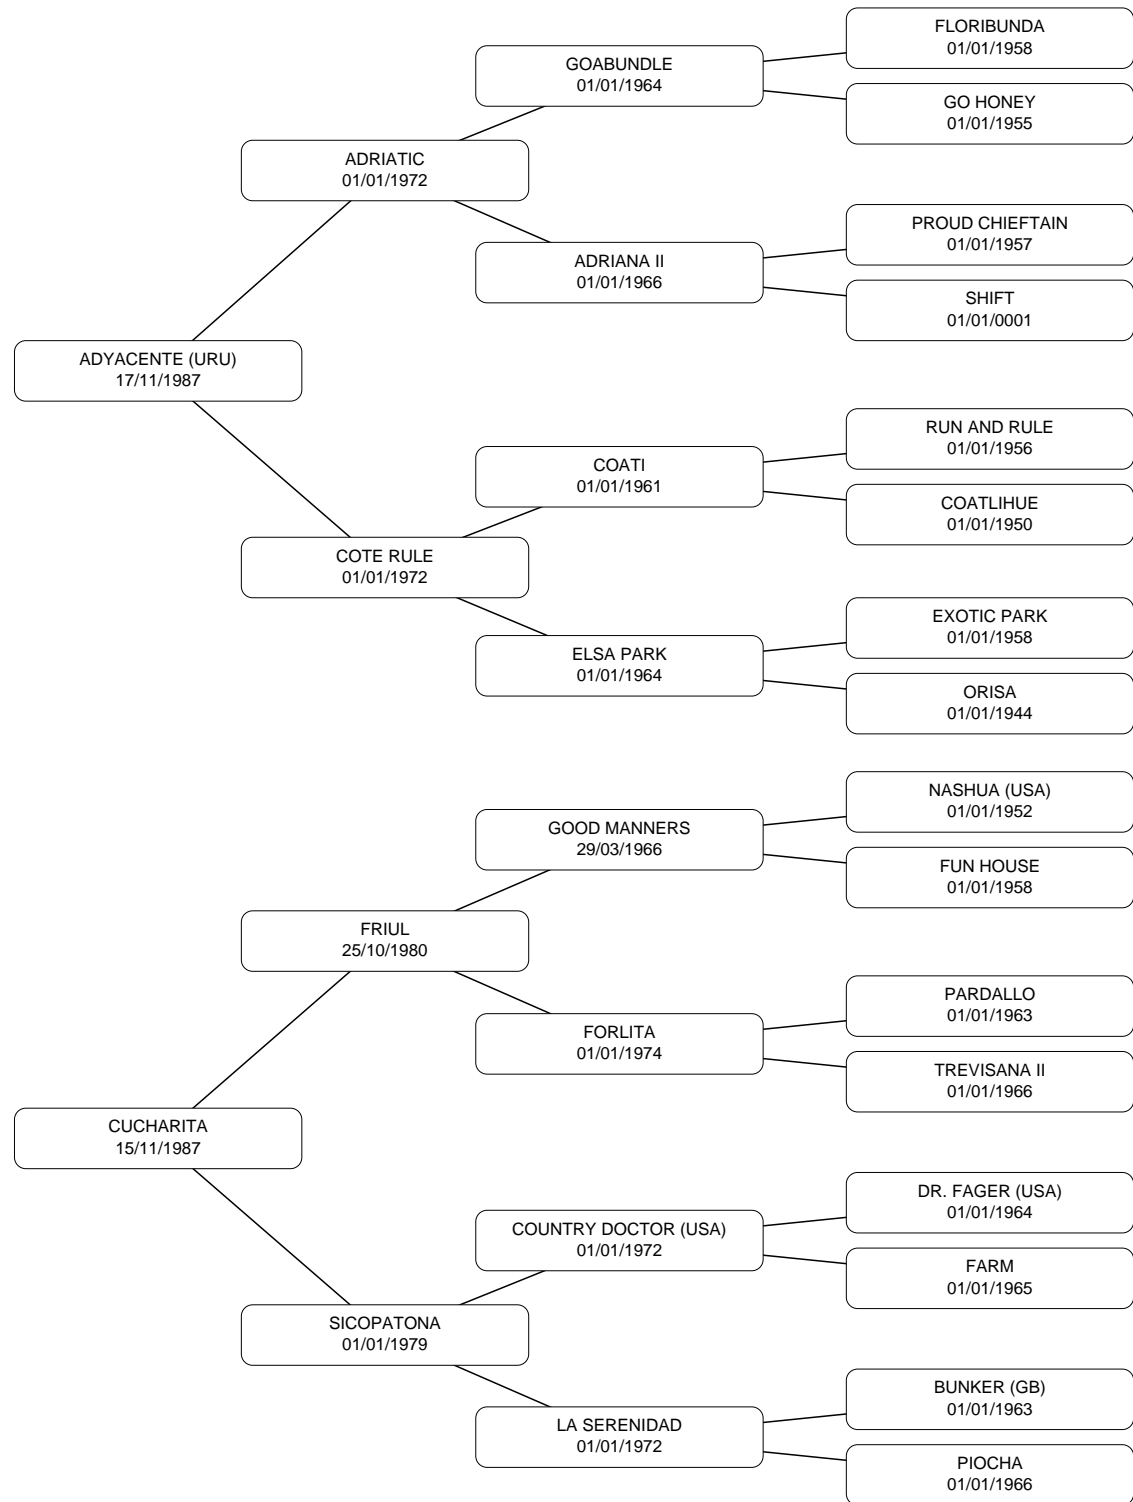 FLORIBUNDA
01/01/1958
GOABUNDLE
01/01/1964
GO HONEY
01/01/1955
ADRIATIC
01/01/1972
PROUD CHIEFTAIN
01/01/1957
ADRIANA II
01/01/1966
SHIFT
01/01/0001
ADYACENTE (URU)
17/11/1987
RUN AND RULE
01/01/1956
COATI
01/01/1961
COATLIHUE
01/01/1950
COTE RULE
01/01/1972
EXOTIC PARK
01/01/1958
ELSA PARK
01/01/1964
ORISA
01/01/1944
NASHUA (USA)
01/01/1952
GOOD MANNERS
29/03/1966
FUN HOUSE
01/01/1958
FRIUL
25/10/1980
PARDALLO
01/01/1963
FORLITA
01/01/1974
TREVISANA II
01/01/1966
CUCHARITA
15/11/1987
DR. FAGER (USA)
01/01/1964
COUNTRY DOCTOR (USA)
01/01/1972
FARM
01/01/1965
SICOPATONA
01/01/1979
BUNKER (GB)
01/01/1963
LA SERENIDAD
01/01/1972
PIOCHA
01/01/1966